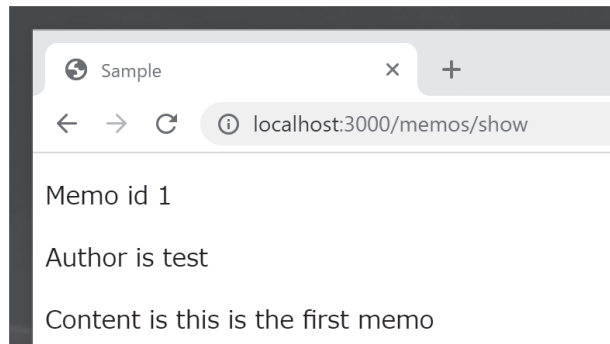 Sample
localhost:3000/memos/show
Memo id 1
Author is test
Content is this is the first memo